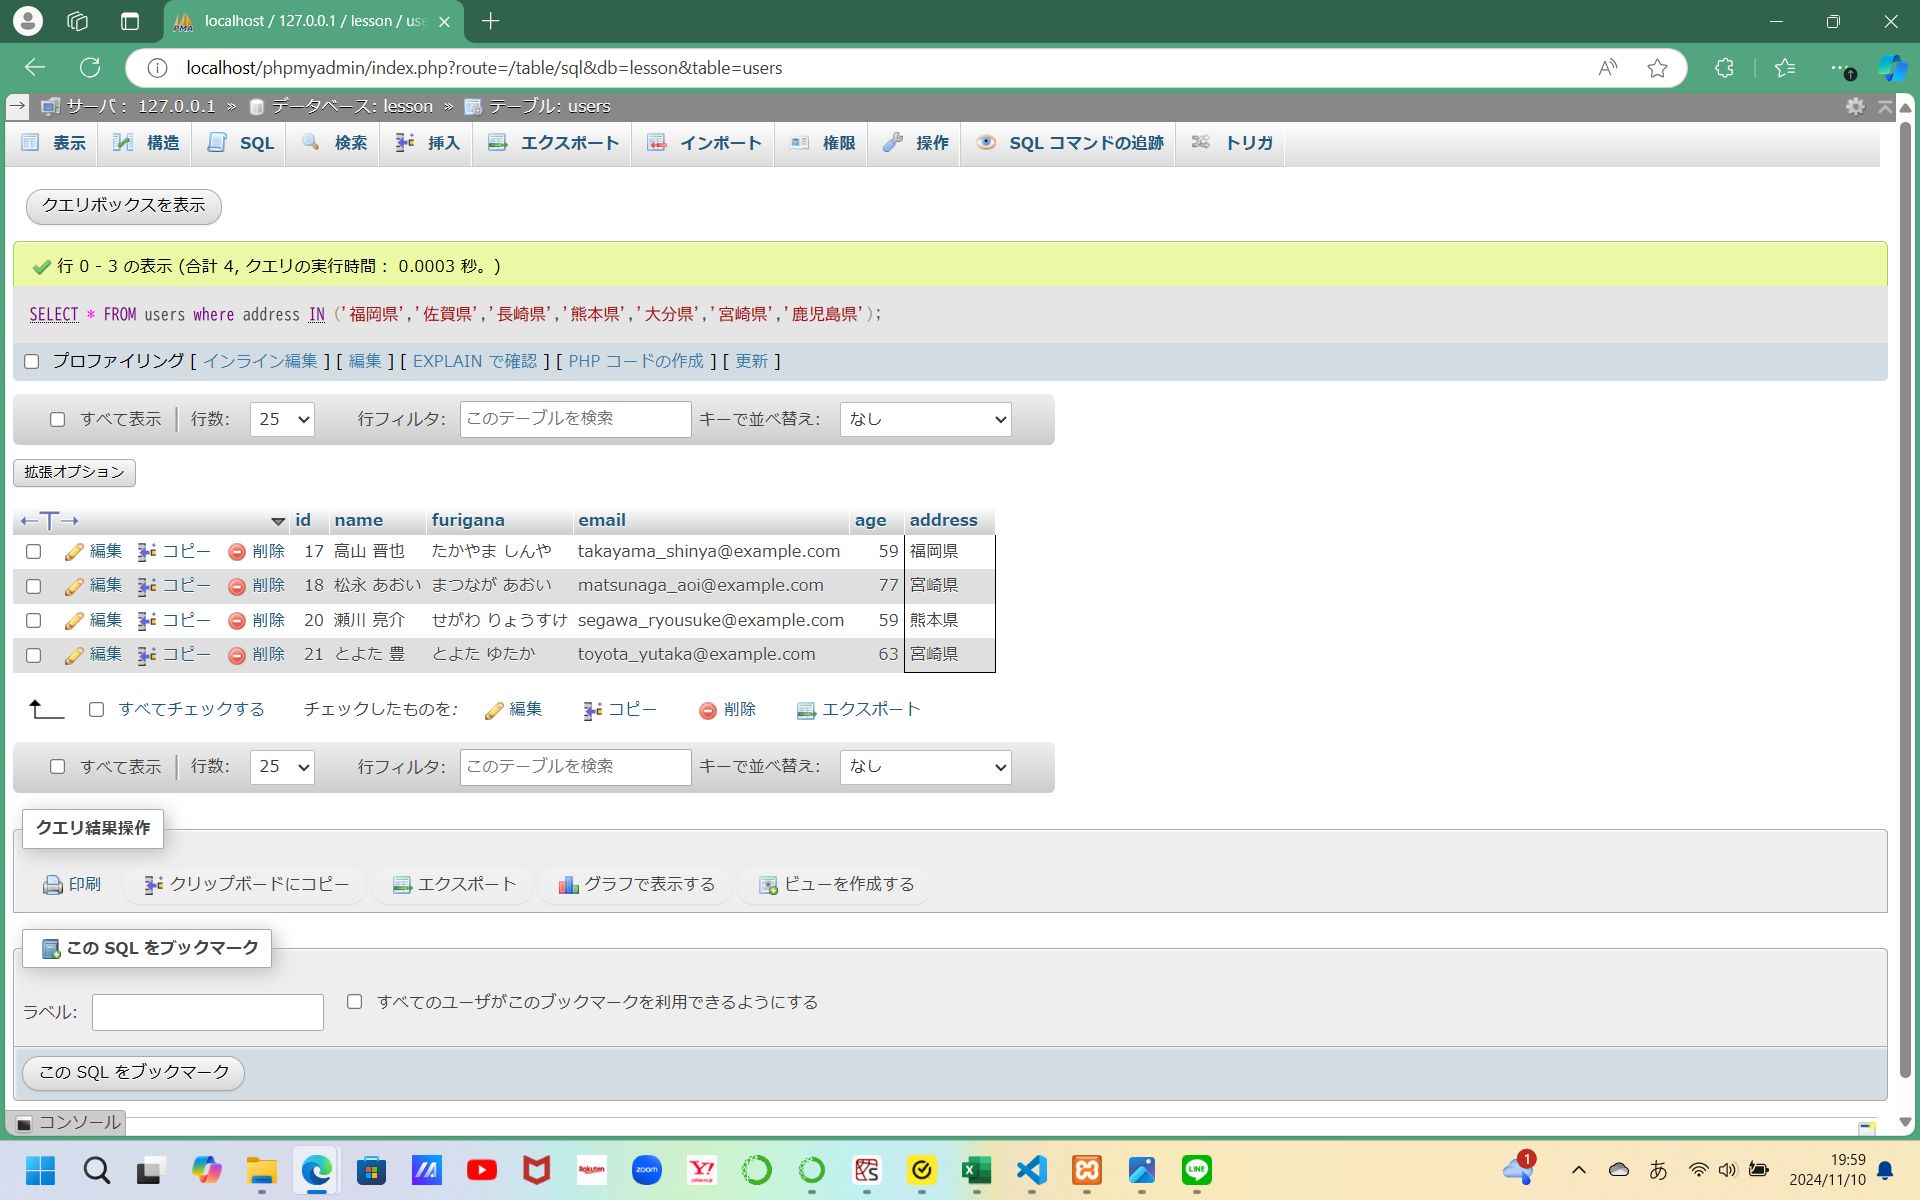 localhost / 127.0.0.1 / lesson / use
localhost/phpmyadmin/index.php?route=/table/sql&db=lesson&table=users
サーバ: 127.0.0.1 » データベース: lesson » テーブル: users
表示 構造 SQL 検索 挿入 エクスポート インポート 権限 操作 SQL コマンドの追跡 トリガ
クエリボックスを表示
行 0 - 3 の表示 (合計 4, クエリの実行時間: 0.0003 秒。)
SELECT * FROM users where address IN ('福岡県','佐賀県','長崎県','熊本県','大分県','宮崎県','鹿児島県');
プロファイリング [ インライン編集 ] [ 編集 ] [ EXPLAIN で確認 ] [ PHP コードの作成 ] [ 更新 ]
すべて表示 行数: 25 行フィルタ: このテーブルを検索 キーで並べ替え: なし
拡張オプション
←T→ id name furigana email age address
編集 コピー 削除 17 高山 晋也 たかやま しんや takayama_shinya@example.com 59 福岡県
編集 コピー 削除 18 松永 あおい まつなが あおい matsunaga_aoi@example.com 77 宮崎県
編集 コピー 削除 20 瀬川 亮介 せがわ りょうすけ segawa_ryousuke@example.com 59 熊本県
編集 コピー 削除 21 とよた 豊 とよた ゆたか toyota_yutaka@example.com 63 宮崎県
すべてチェックする チェックしたものを: 編集 コピー 削除 エクスポート
すべて表示 行数: 25 行フィルタ: このテーブルを検索 キーで並べ替え: なし
クエリ結果操作
印刷 クリップボードにコピー エクスポート グラフで表示する ビューを作成する
この SQL をブックマーク
ラベル: すべてのユーザがこのブックマークを利用できるようにする
この SQL をブックマーク
コンソール
Rakuten zoom Y! 1 あ 19:59
2024/11/10